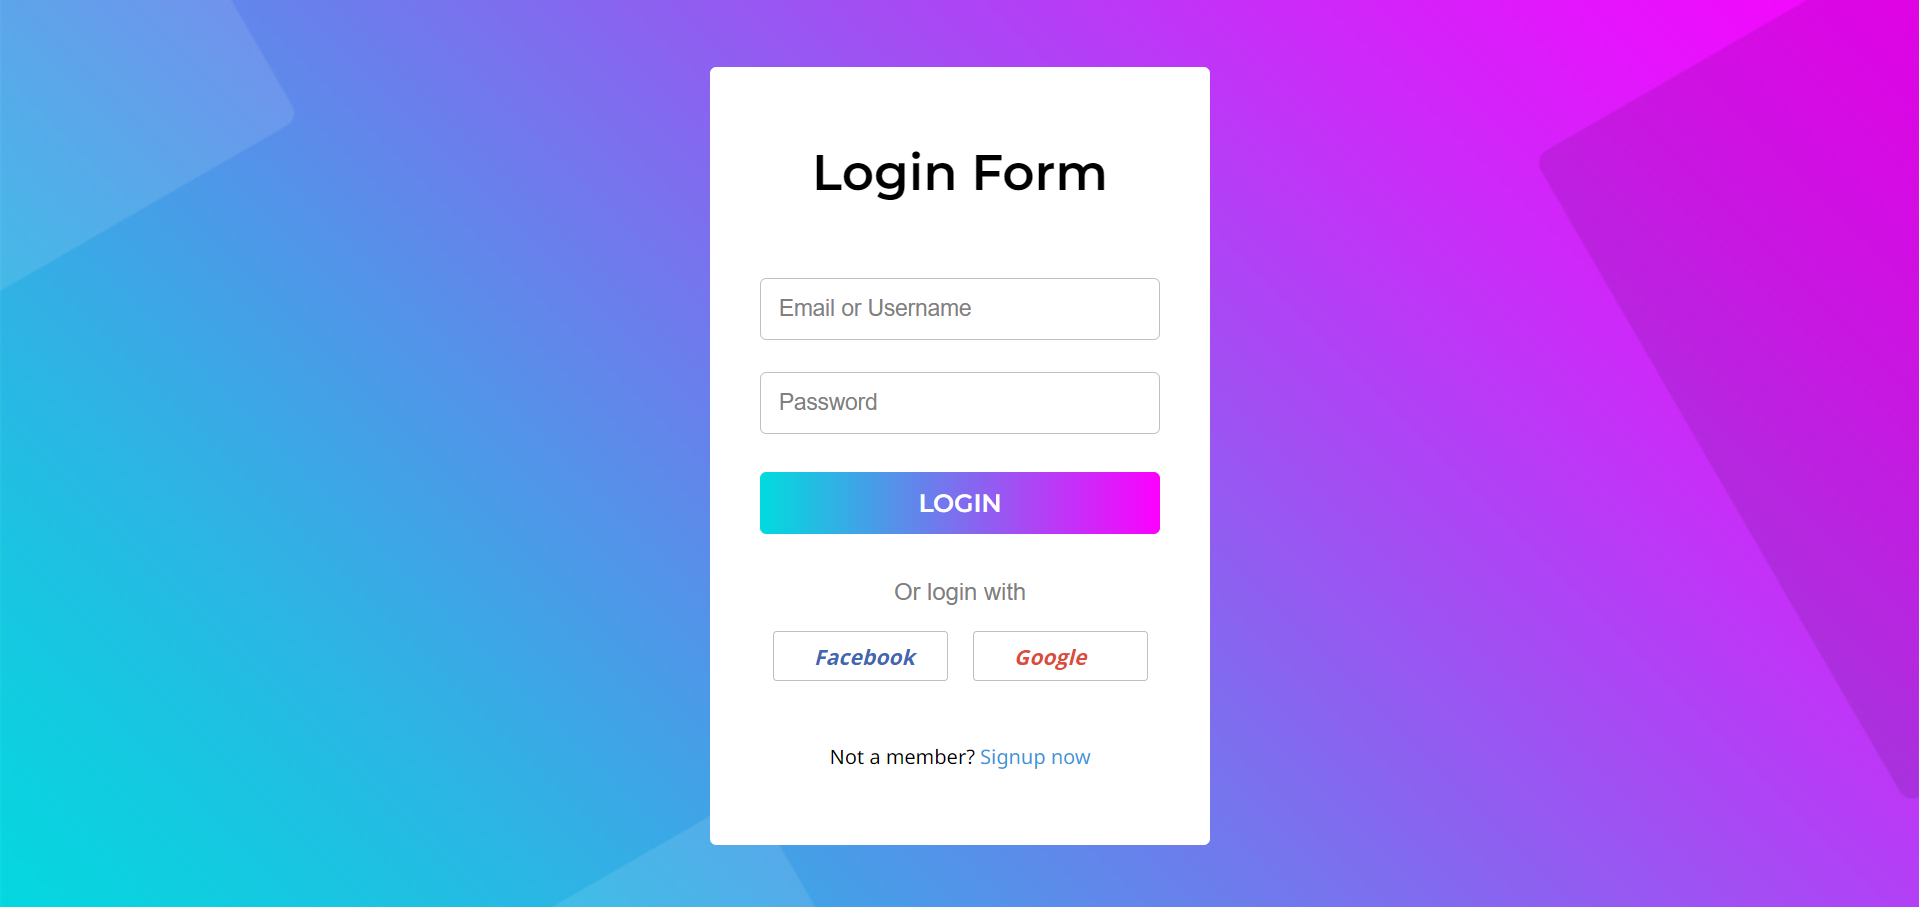 Login Form
Email or Username
Password
LOGIN
Or login with
Facebook Google
Not a member? Signup now